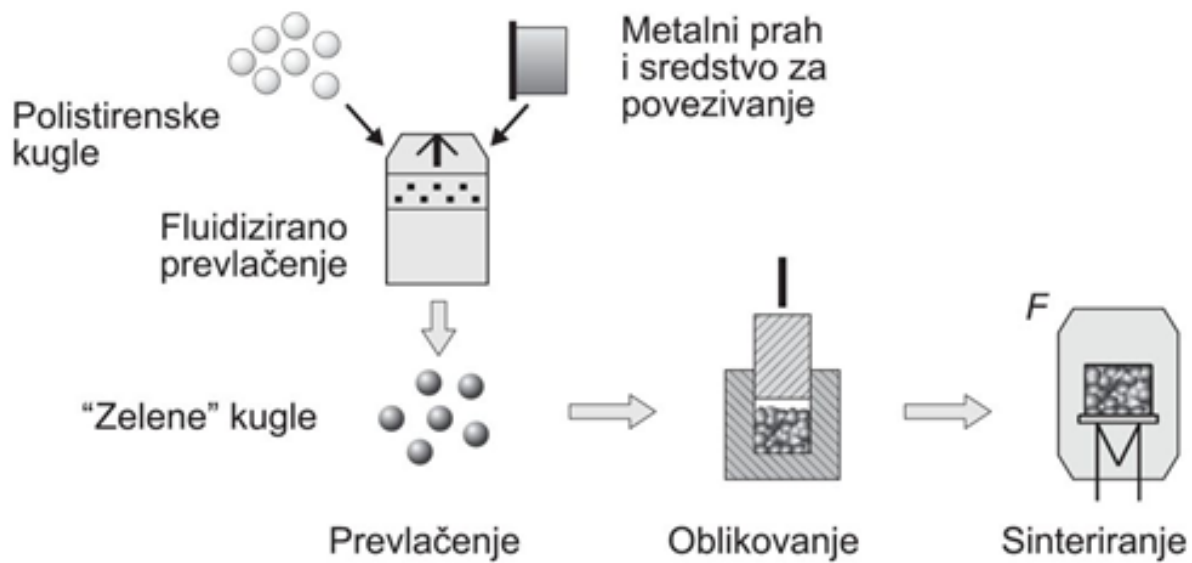 Metalni prah
i sredstvo za
povezivanje
Polistirenske
kugle
Fluidizirano
prevlačenje
F
“Zelene” kugle
Prevlačenje
Oblikovanje
Sinteriranje